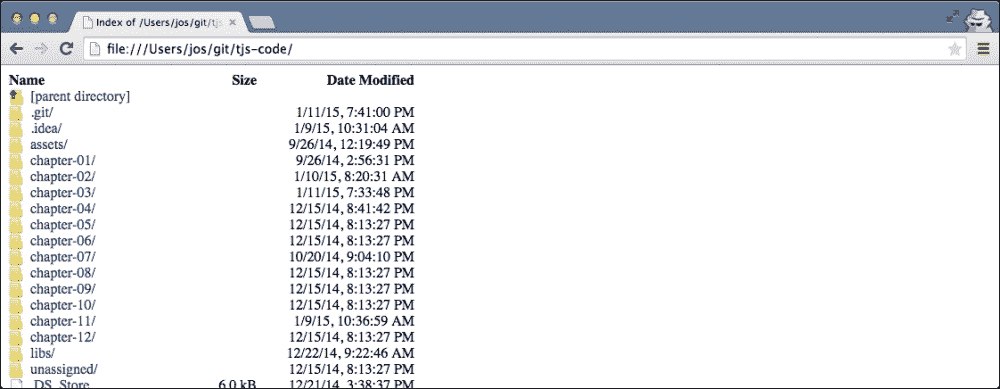 Index of /Users/jos/git/tjs
file:///Users/jos/git/tjs-code/
Name Size Date Modified
[parent directory]
.git/ 1/11/15, 7:41:00 PM
.idea/ 1/9/15, 10:31:04 AM
assets/ 9/26/14, 12:19:49 PM
chapter-01/ 9/26/14, 2:56:31 PM
chapter-02/ 1/10/15, 8:20:31 AM
chapter-03/ 1/11/15, 7:33:48 PM
chapter-04/ 12/15/14, 8:41:42 PM
chapter-05/ 12/15/14, 8:13:27 PM
chapter-06/ 12/15/14, 8:13:27 PM
chapter-07/ 10/20/14, 9:04:10 PM
chapter-08/ 12/15/14, 8:13:27 PM
chapter-09/ 12/15/14, 8:13:27 PM
chapter-10/ 12/15/14, 8:13:27 PM
chapter-11/ 1/9/15, 10:36:59 AM
chapter-12/ 12/15/14, 8:13:27 PM
libs/ 12/22/14, 9:22:46 AM
unassigned/ 12/15/14, 8:13:27 PM
.DS_Store 6.0 kB 12/21/14, 3:38:37 PM